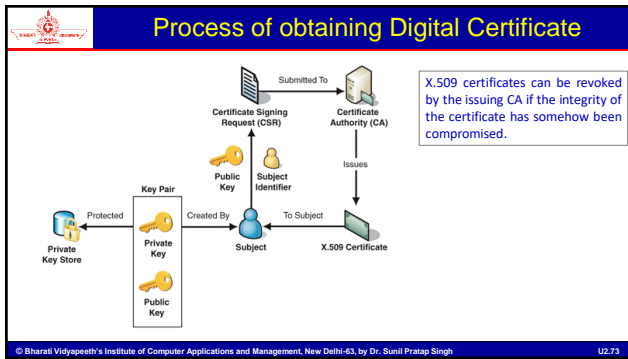 Process of obtaining Digital Certificate
Submitted To
Certificate Signing
Request (CSR)
Certificate
Authority (CA)
X.509 certificates can be revoked
by the issuing CA if the integrity of
the certificate has somehow been
compromised.
Public
Key
Subject
Identifier
Issues
Key Pair
Protected
Created By
To Subject
Private
Key Store
Private
Key
Subject
X.509 Certificate
Public
Key
© Bharati Vidyapeeth's Institute of Computer Applications and Management, New Delhi-63, by Dr. Sunil Pratap Singh
U2.73